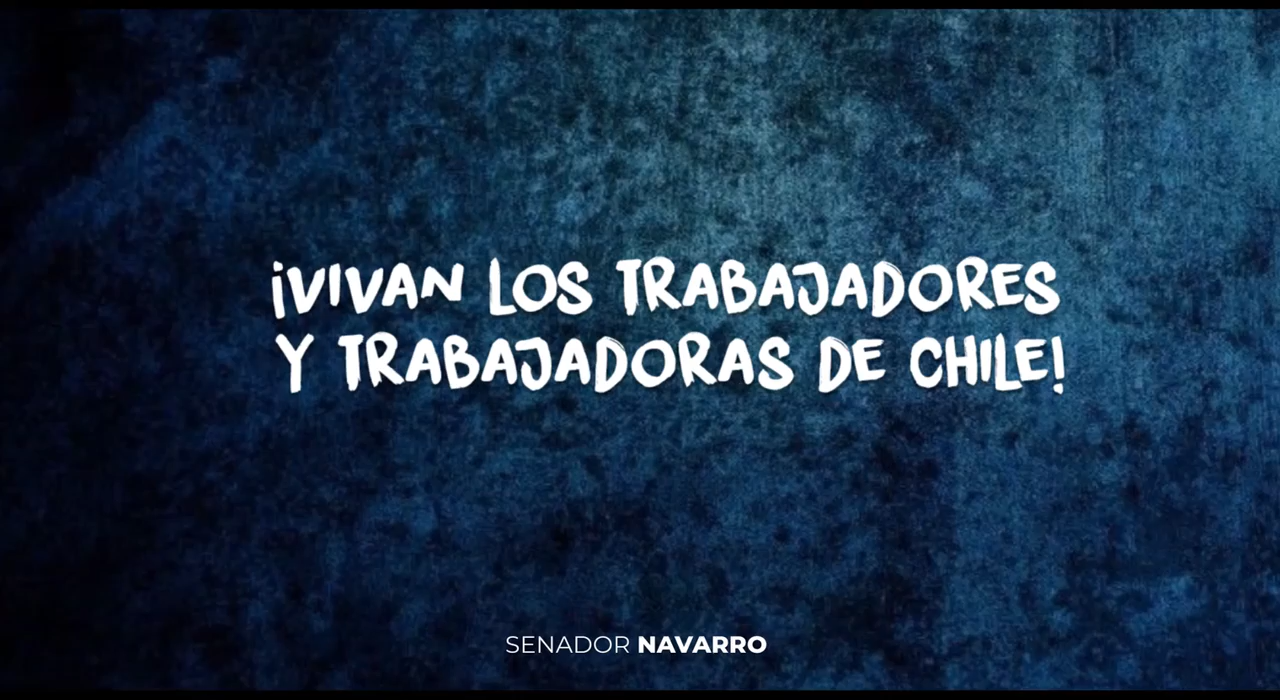 ¡VIVAN LOS TRABAJADORES
Y TRABAJADORAS DE CHILE!
SENADOR NAVARRO